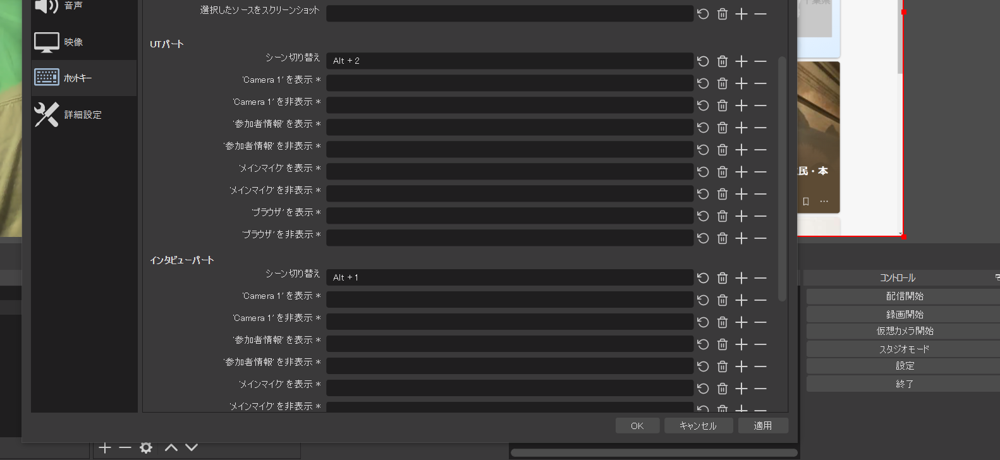 音声
映像
ホットキー
詳細設定
選択したソースをスクリーンショット
UTパート
シーン切り替え
Alt + 2
'Camera 1' を表示 *
'Camera 1' を非表示 *
'参加者情報' を表示 *
'参加者情報' を非表示 *
'メインマイク' を表示 *
'メインマイク' を非表示 *
'ブラウザ' を表示 *
'ブラウザ' を非表示 *
インタビューパート
シーン切り替え
Alt + 1
'Camera 1' を表示 *
'Camera 1' を非表示 *
'参加者情報' を表示 *
'参加者情報' を非表示 *
'メインマイク' を表示 *
'メインマイク' を非表示 *
OK
キャンセル
適用
千葉県
民・本
コントロール
配信開始
録画開始
仮想カメラ開始
スタジオモード
設定
終了